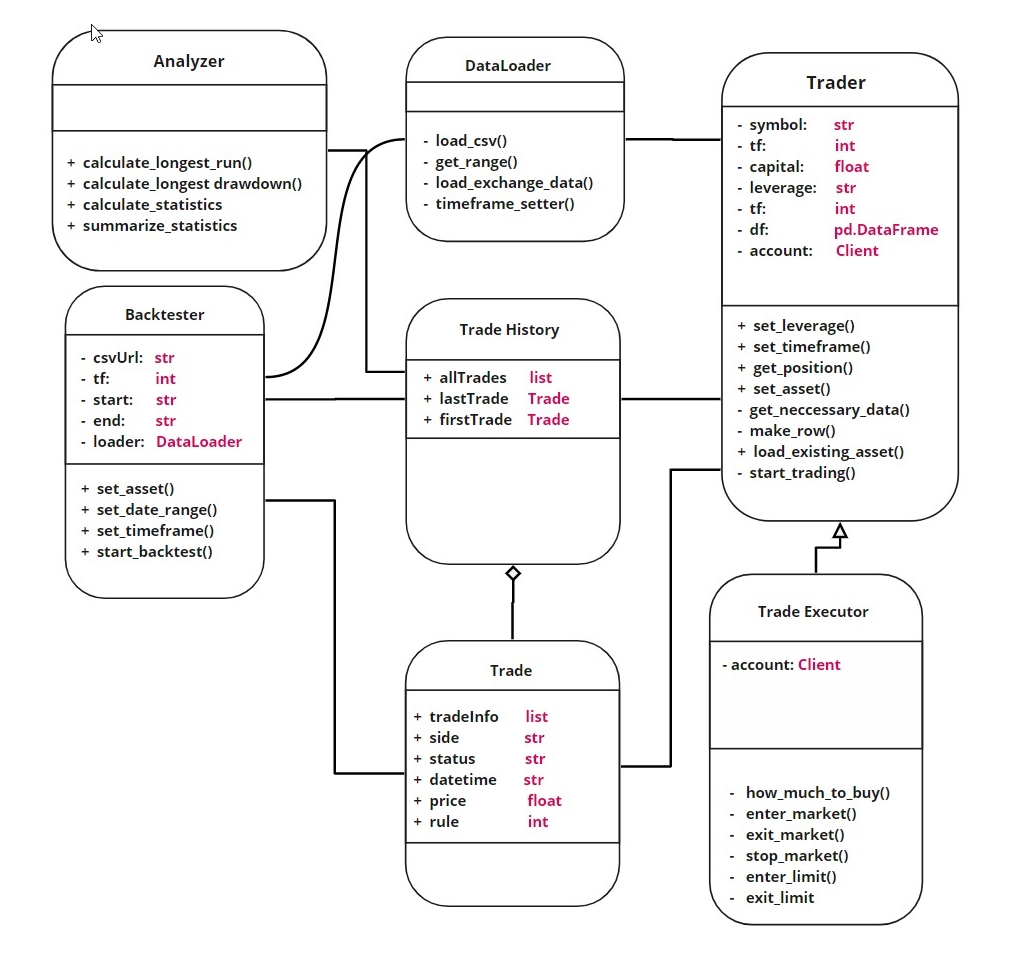 Analyzer
+ calculate_longest_run()
+ calculate_longest drawdown()
+ calculate_statistics
+ summarize_statistics
DataLoader
- load_csv()
- get_range()
- load_exchange_data()
- timeframe_setter()
Trader
- symbol: str
- tf: int
- capital: float
- leverage: str
- tf: int
- df: pd.DataFrame
- account: Client
+ set_leverage()
+ set_timeframe()
+ get_position()
+ set_asset()
- get_neccessary_data()
- make_row()
+ load_existing_asset()
- start_trading()
Backtester
- csvUrl: str
- tf: int
- start: str
- end: str
- loader: DataLoader
+ set_asset()
+ set_date_range()
+ set_timeframe()
+ start_backtest()
Trade History
+ allTrades list
+ lastTrade Trade
+ firstTrade Trade
Trade
+ tradeInfo list
+ side str
+ status str
+ datetime str
+ price float
+ rule int
Trade Executor
- account: Client
- how_much_to_buy()
- enter_market()
- exit_market()
- stop_market()
- enter_limit()
- exit_limit